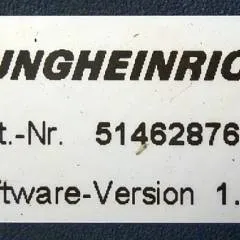 UNGHEINRIC
t.-Nr. 51462876
ftware-Version 1.